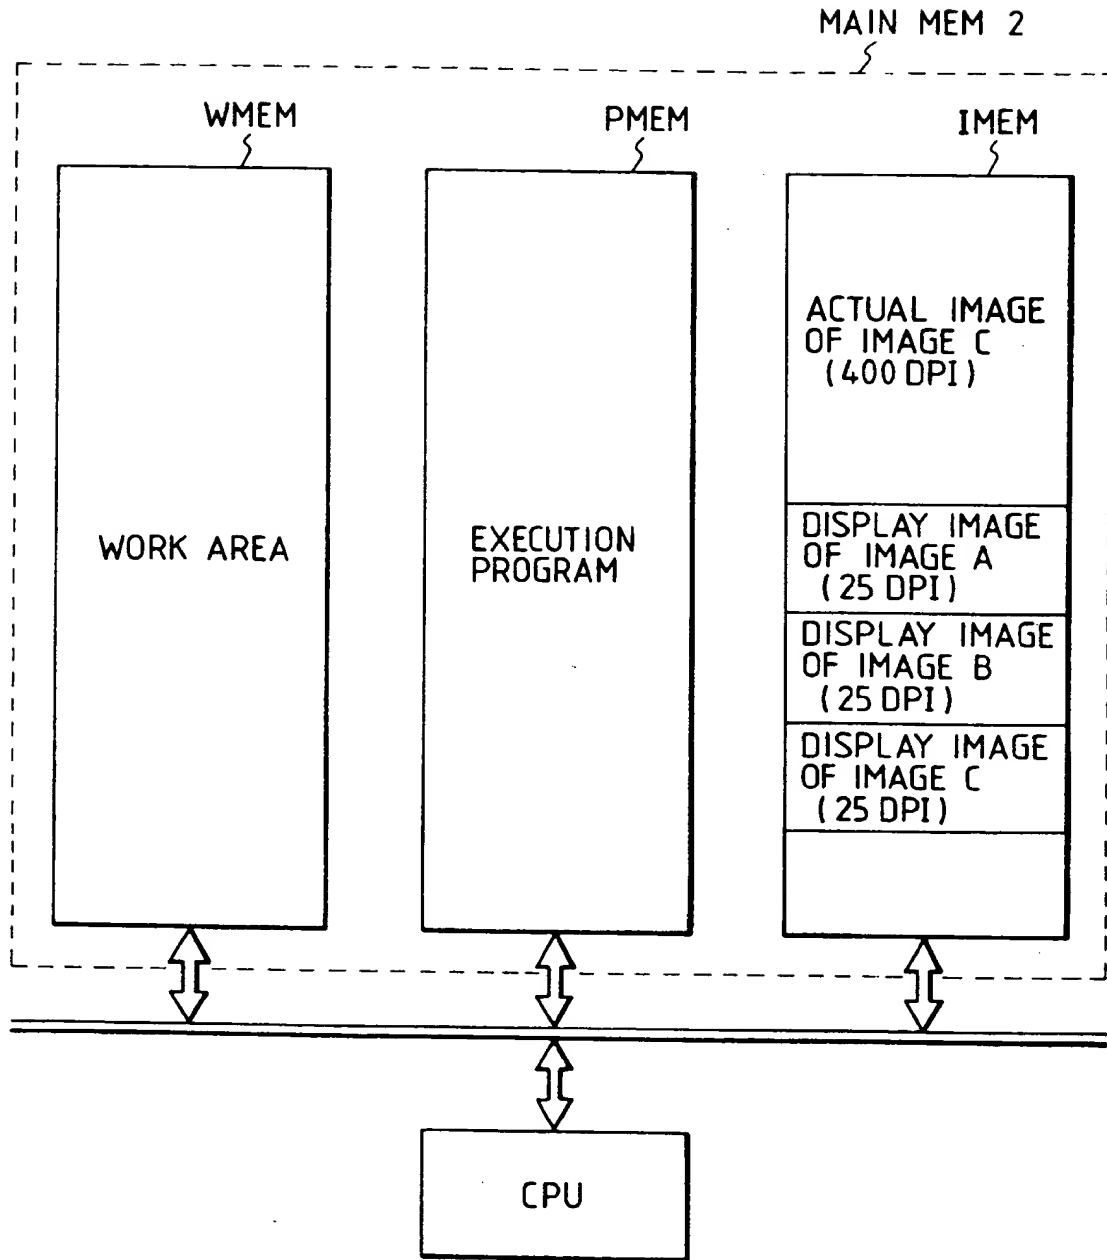 MAIN MEM 2
WMEM
PMEM
IMEM
WORK AREA
EXECUTION
PROGRAM
ACTUAL IMAGE
OF IMAGE C
(400 DPI)
DISPLAY IMAGE
OF IMAGE A
(25 DPI)
DISPLAY IMAGE
OF IMAGE B
(25 DPI)
DISPLAY IMAGE
OF IMAGE C
(25 DPI)
CPU